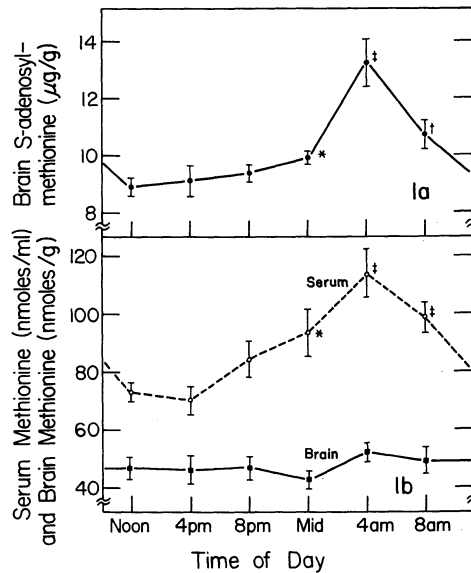 Brain S-adenosyl-
methionine (μg/g)
14
12
10
8
‡
†
*
Ia
Serum Methionine (nmoles/ml)
and Brain Methionine (nmoles/g)
120
100
80
60
40
Serum
‡
‡
*
Brain
Ib
Noon 4pm 8pm Mid 4am 8am
Time of Day